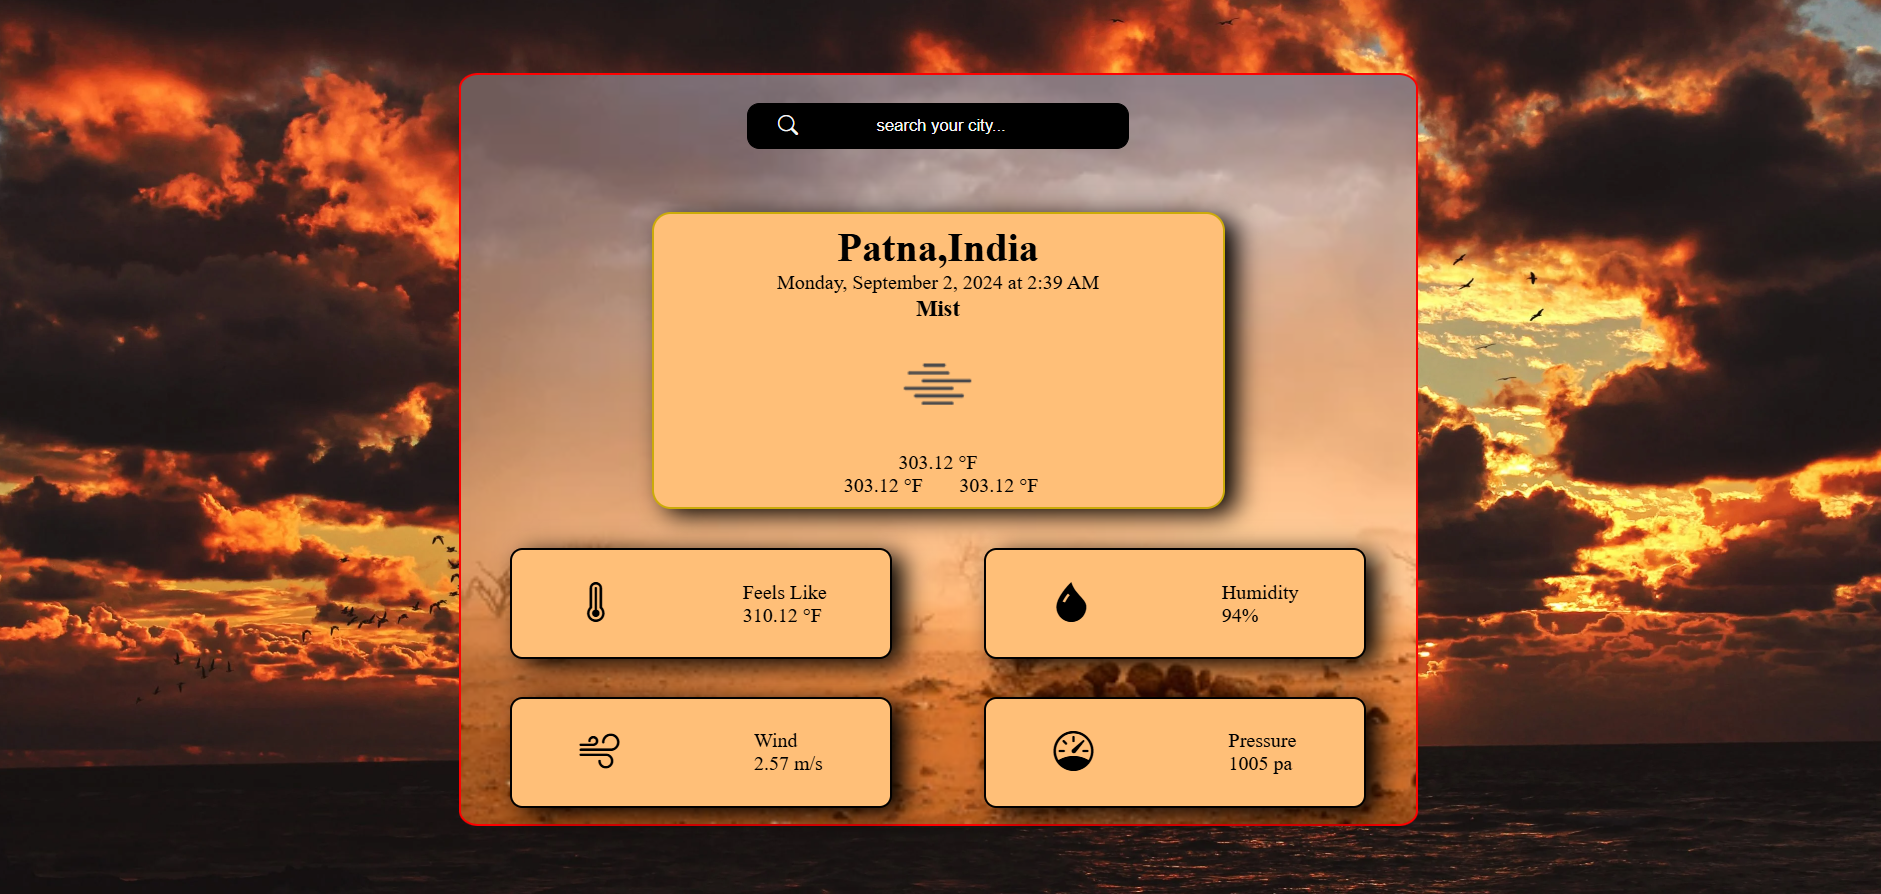 search your city...
Patna,India
Monday, September 2, 2024 at 2:39 AM
Mist
303.12 °F
303.12 °F 303.12 °F
Feels Like
310.12 °F
Humidity
94%
Wind
2.57 m/s
Pressure
1005 pa